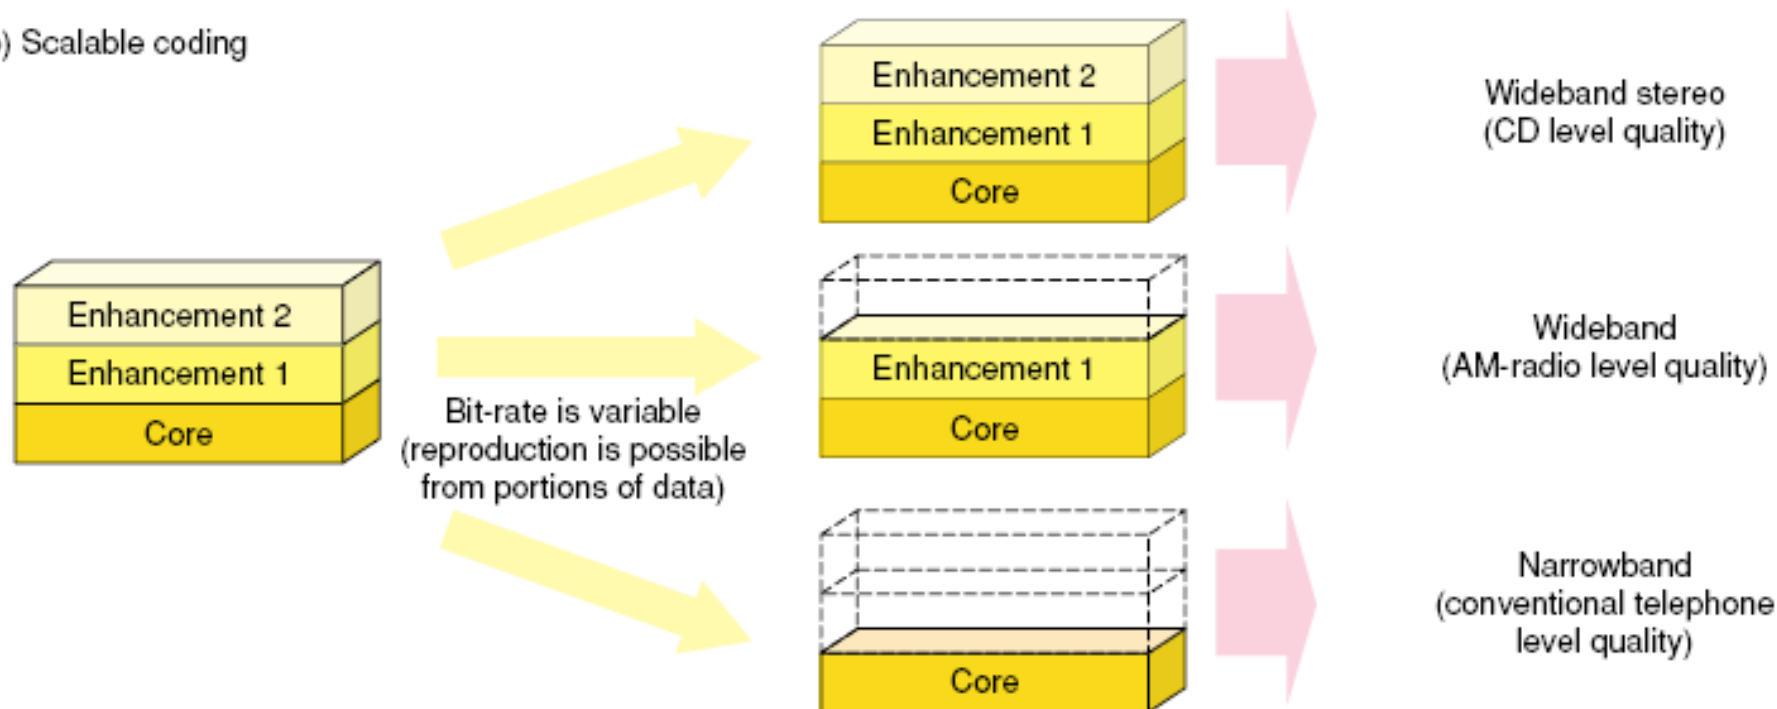 ) Scalable coding
Enhancement 2
Enhancement 1
Core
Wideband stereo
(CD level quality)
Enhancement 2
Enhancement 1
Core
Bit-rate is variable
(reproduction is possible
from portions of data)
Enhancement 1
Core
Wideband
(AM-radio level quality)
Core
Narrowband
(conventional telephone
level quality)